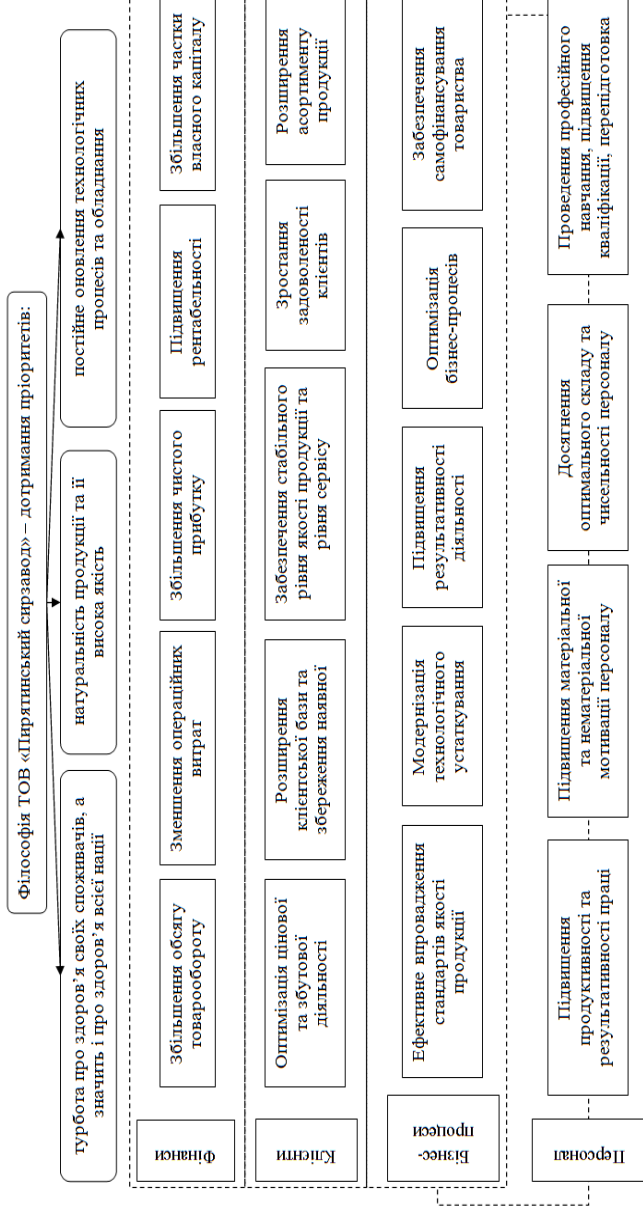 Філософія ТОВ «Пирятинський сирзавод» – дотримання пріоритетів:
турбота про здоров’я своїх споживачів, а
значить і про здоров’я всієї нації
натуральність продукції та її
висока якість
постійне оновлення технологічних
процесів та обладнання
Фінанси
Збільшення обсягу
товарообороту
Зменшення операційних
витрат
Збільшення чистого
прибутку
Підвищення
рентабельності
Збільшення частки
власного капіталу
Клієнти
Оптимізація цінової
та збутової
діяльності
Розширення
клієнтської бази та
збереження наявної
Забезпечення стабільного
рівня якості продукції та
рівня сервісу
Зростання
задоволеності
клієнтів
Розширення
асортименту
продукції
Бізнес-
процеси
Ефективне впровадження
стандартів якості
продукції
Модернізація
технологічного
устаткування
Підвищення
результативності
діяльності
Оптимізація
бізнес-процесів
Забезпечення
самофінансування
товариства
Персонал
Підвищення
продуктивності та
результативності праці
Підвищення матеріальної
та нематеріальної
мотивації персоналу
Досягнення
оптимального складу та
чисельності персоналу
Проведення професійного
навчання, підвищення
кваліфікації, перепідготовка